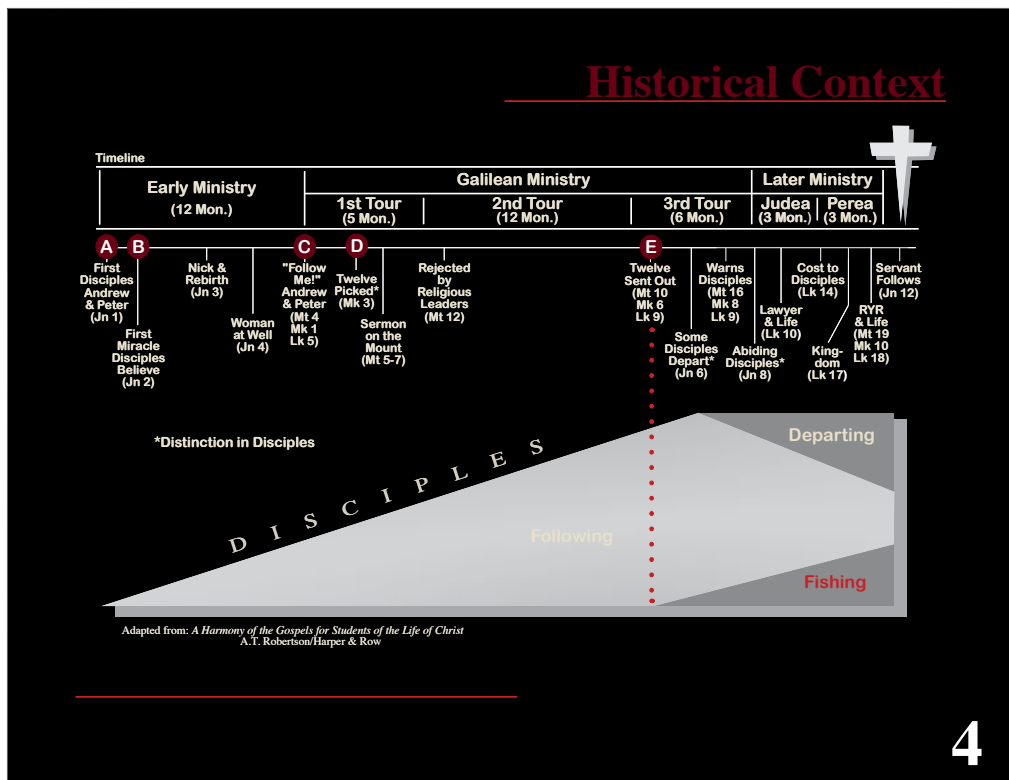 Historical Context
Timeline
Early Ministry
(12 Mon.)
Galilean Ministry
1st Tour
(5 Mon.)
2nd Tour
(12 Mon.)
3rd Tour
(6 Mon.)
Later Ministry
Judea
(3 Mon.)
Perea
(3 Mon.)
A
B
C
D
E
First
Disciples
Andrew
& Peter
(Jn 1)
First
Miracle
Disciples
Believe
(Jn 2)
Nick &
Rebirth
(Jn 3)
Woman
at Well
(Jn 4)
"Follow
Me!"
Andrew
& Peter
(Mt 4
Mk 1
Lk 5)
Twelve
Picked*
(Mk 3)
Sermon
on the
Mount
(Mt 5-7)
Rejected
by
Religious
Leaders
(Mt 12)
Twelve
Sent Out
(Mt 10
Mk 6
Lk 9)
Some
Disciples
Depart*
(Jn 6)
Warns
Disciples
(Mt 16
Mk 8
Lk 9)
Abiding
Disciples*
(Jn 8)
Lawyer
& Life
(Lk 10)
Cost to
Disciples
(Lk 14)
King-
dom
(Lk 17)
RYR
& Life
(Mt 19
Mk 10
Lk 18)
Servant
Follows
(Jn 12)
*Distinction in Disciples
DISCIPLES
Departing
Following
Fishing
Adapted from: A Harmony of the Gospels for Students of the Life of Christ
A.T. Robertson/Harper & Row
4